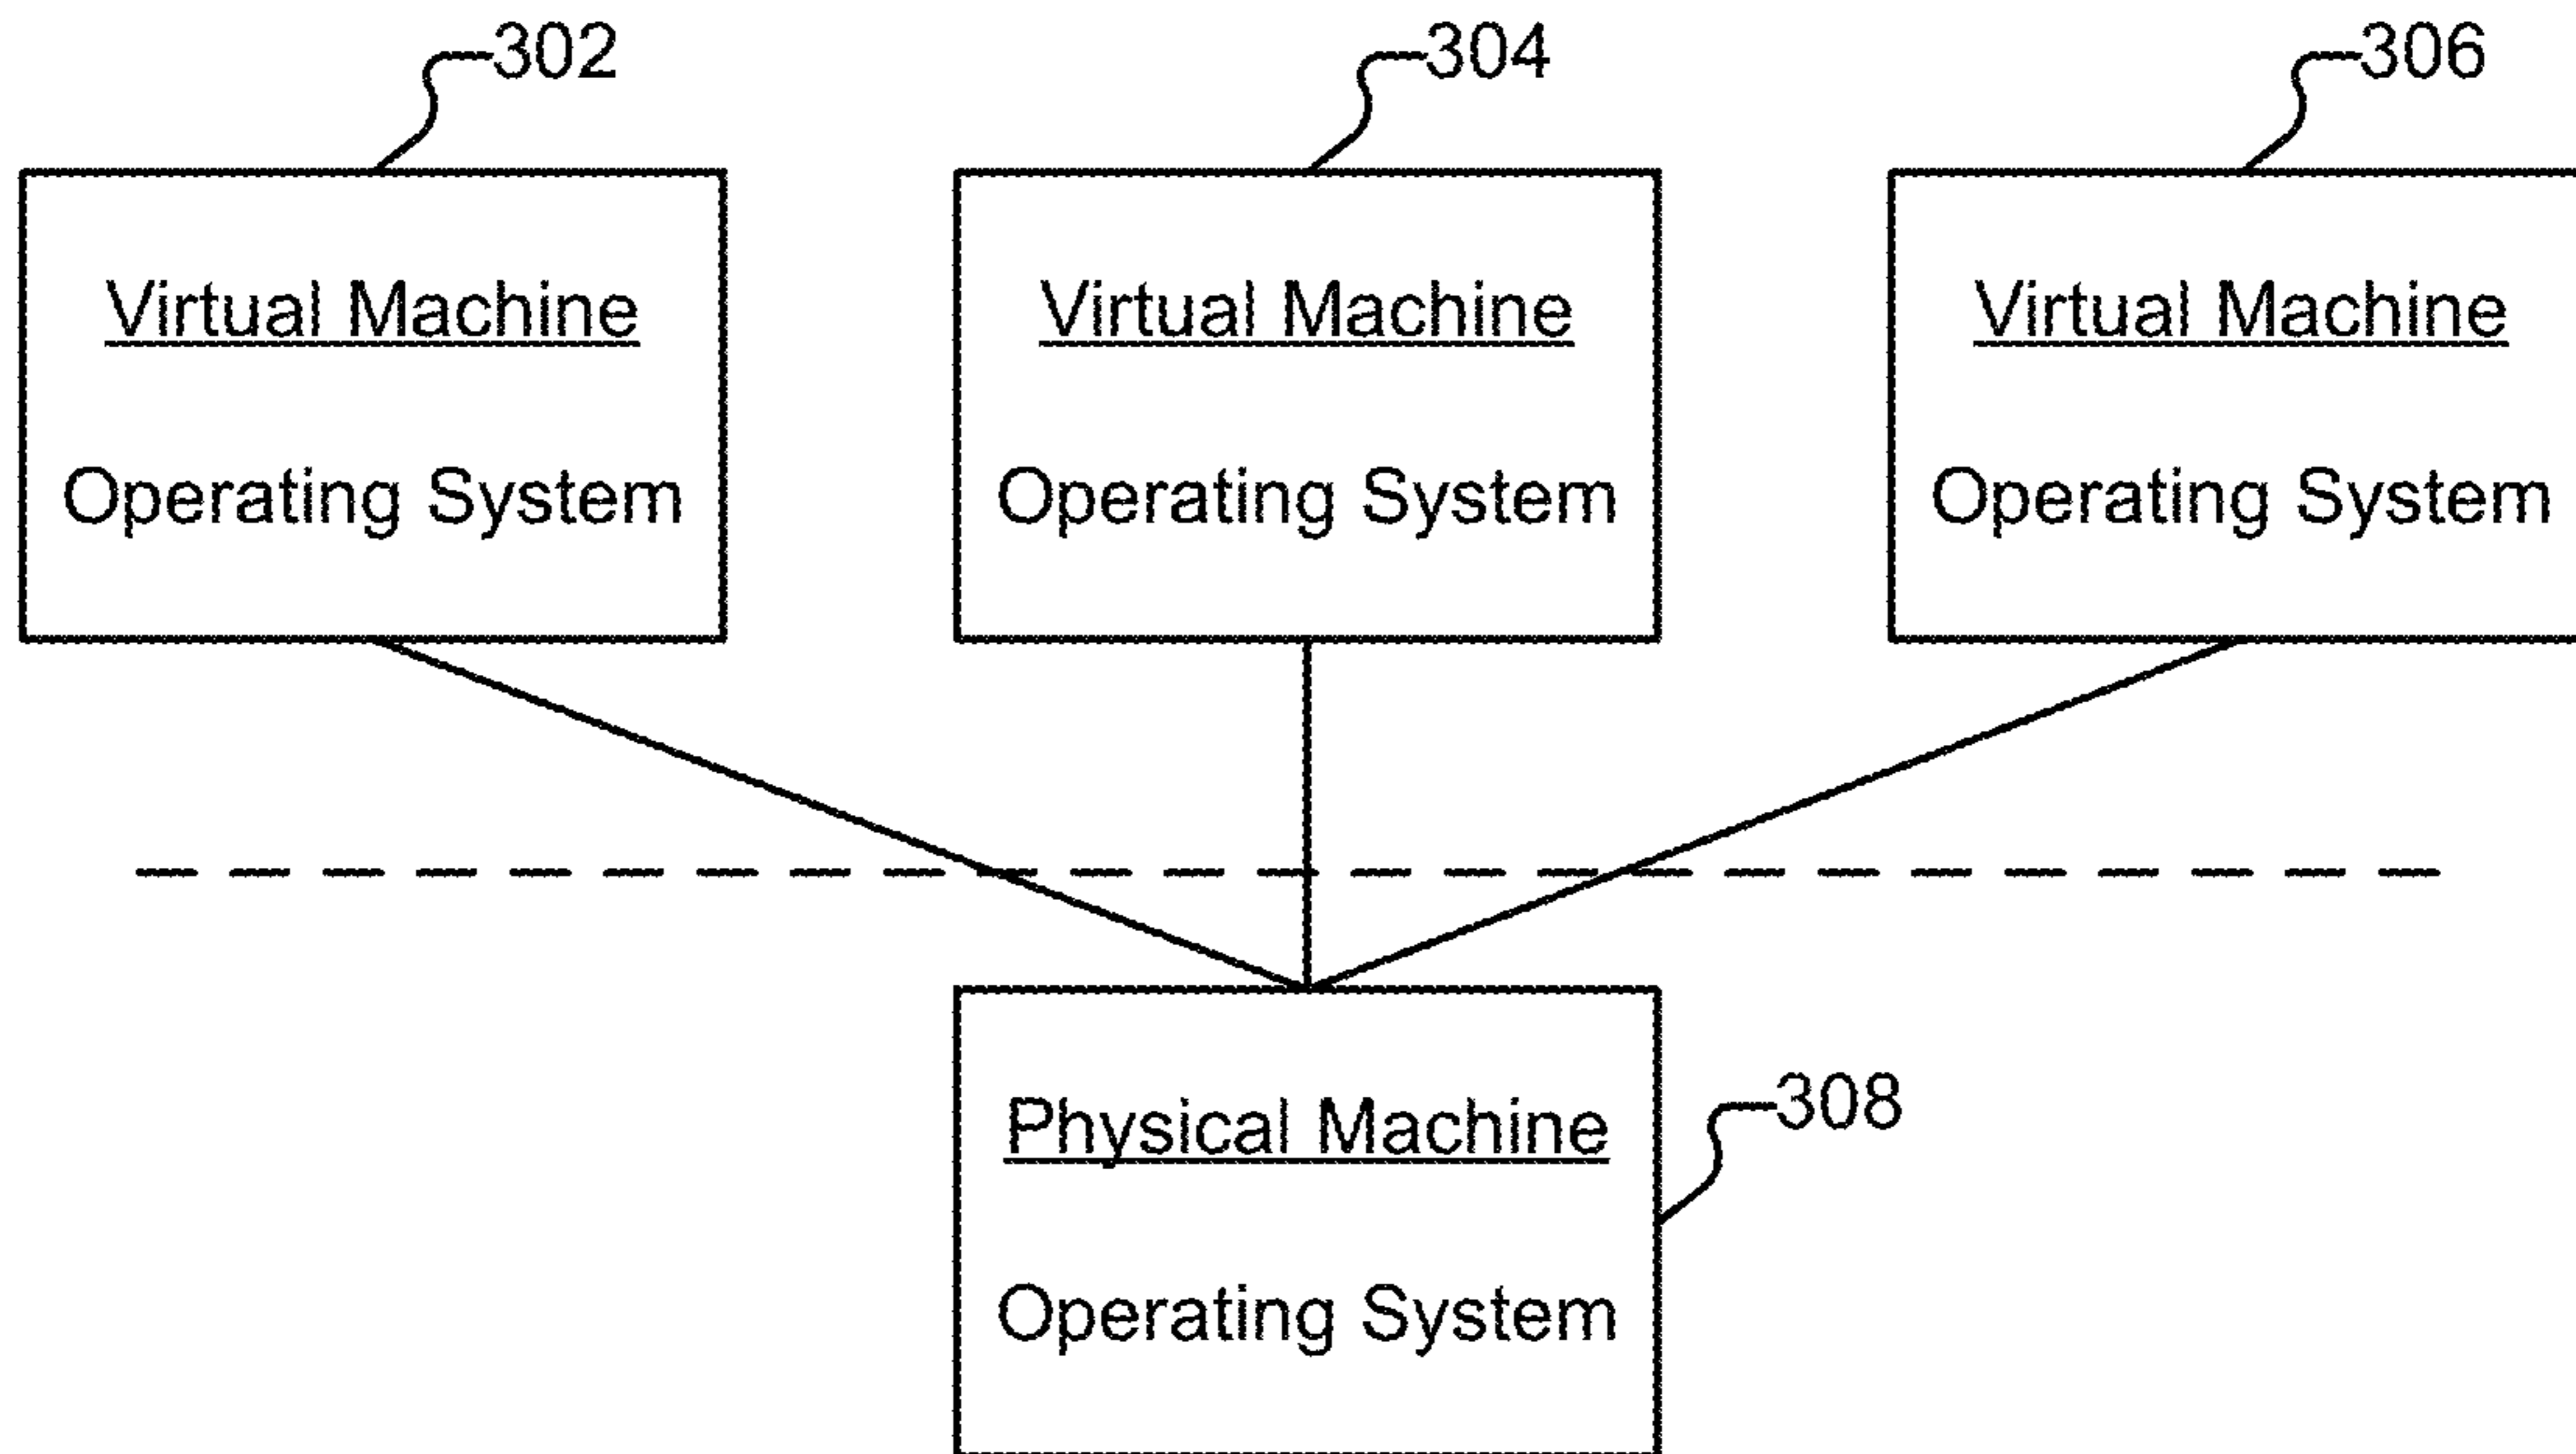 302
304
306
Virtual Machine
Operating System
Virtual Machine
Operating System
Virtual Machine
Operating System
Physical Machine
Operating System
308